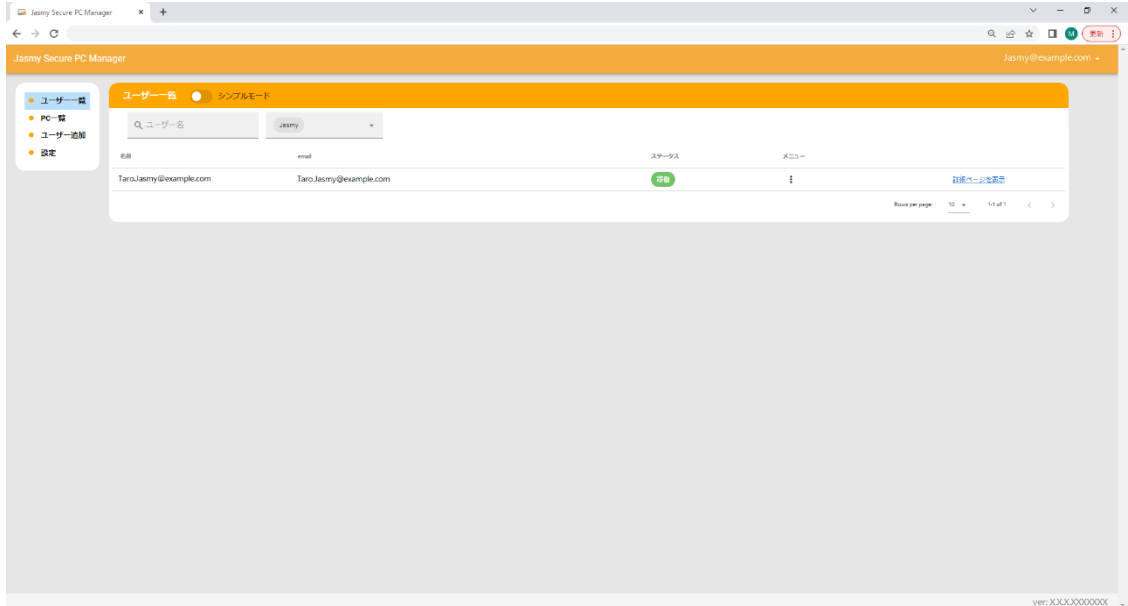 Jasmy Secure PC Manager
更新
Jasmy Secure PC Manager
Jasmy@example.com
ユーザー一覧
PC一覧
ユーザー追加
設定
ユーザー一覧 シンプルモード
ユーザー名
Jasmy
名前 email ステータス メニュー
Taro.Jasmy@example.com Taro.Jasmy@example.com 稼働 詳細ページを表示
Rows per page: 10 1-1 of 1
ver: X.X.X.XXXXXXXX